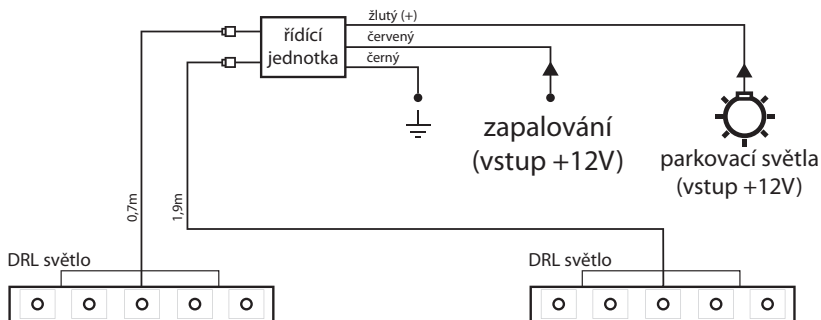 žlutý (+)
řídící
jednotka
červený
černý
zapalování
(vstup +12V)
parkovací světla
(vstup +12V)
0,7m
1,9m
DRL světlo
DRL světlo